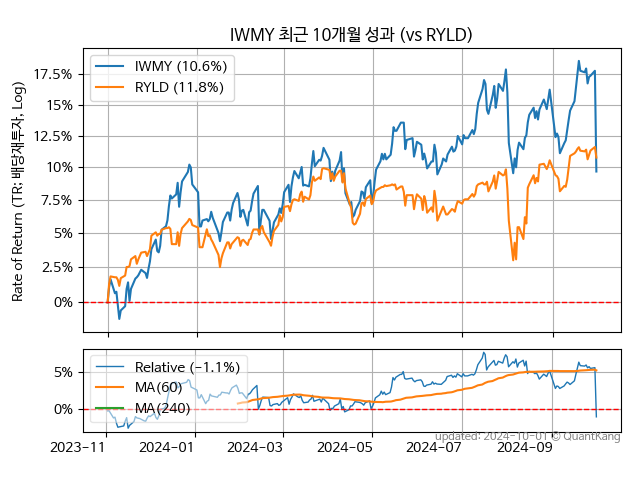 IWMY 최근 10개월 성과 (vs RYLD)
IWMY (10.6%)
RYLD (11.8%)
17.5%
15%
12.5%
10%
7.5%
5%
2.5%
0%
Rate of Return (TR: 배당재투자, Log)
Relative (−1.1%)
MA(60)
MA(240)
5%
0%
2023−11
2024−01
2024−03
2024−05
2024−07
2024−09
updated: 2024-10-01 © QuantKang